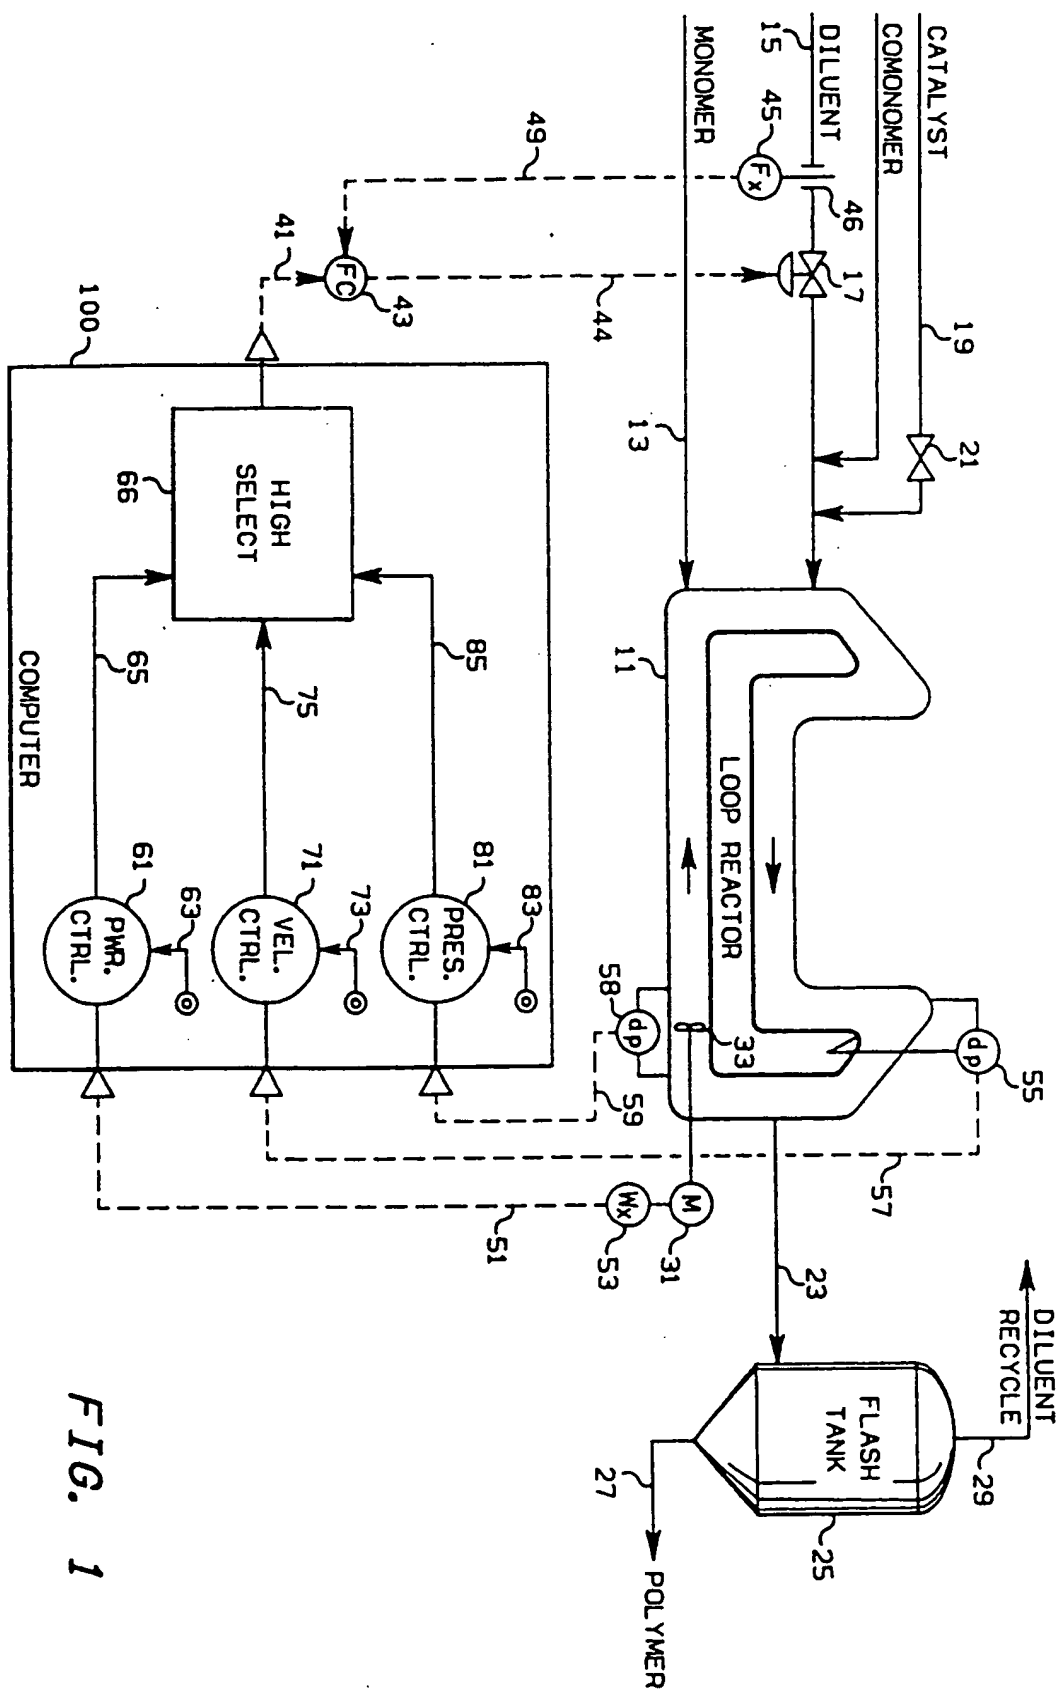 CATALYST
19
21
COMONOMER
DILUENT
15
46
17
45
Fx
MONOMER
13
49
44
41
FC
43
11
LOOP REACTOR
33
55
dp
58
dp
59
57
M
31
Wx
53
51
23
DILUENT
RECYCLE
29
FLASH
TANK
25
27
POLYMER
100
HIGH
SELECT
66
85
75
65
81
PRES.
CTRL.
83
71
VEL.
CTRL.
73
61
PWR.
CTRL.
63
COMPUTER
FIG. 1